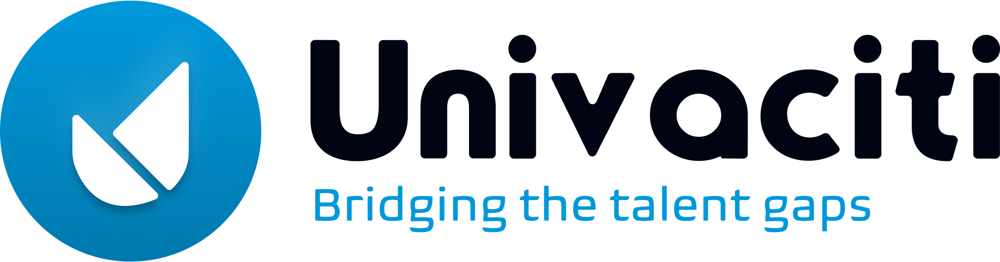 Univaciti
Bridging the talent gaps